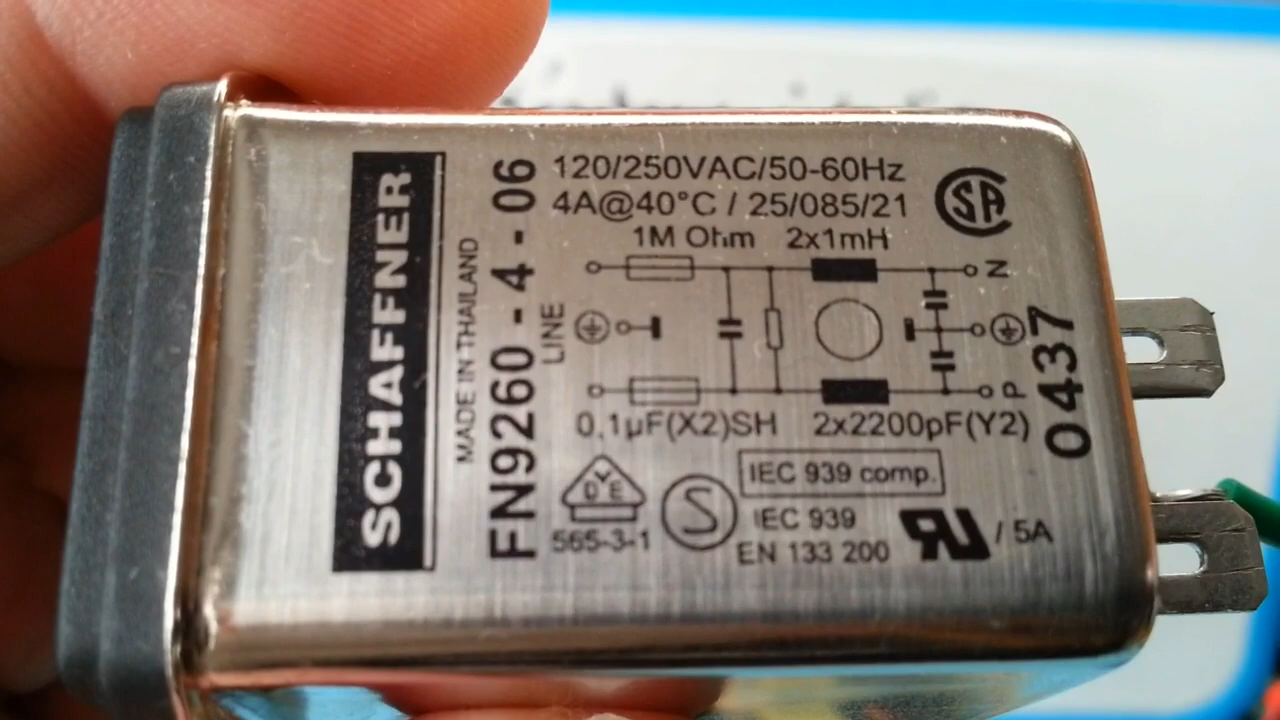 SCHAFFNER
MADE IN THAILAND
FN9260 - 4 - 06
LINE
120/250VAC/50-60Hz
4A@40°C / 25/085/21
1M Ohm 2x1mH
N
P
0,1µF(X2)SH 2x2200pF(Y2)
0437
CSA
VDE
565-3-1
S
IEC 939 comp.
IEC 939
EN 133 200
RU / 5A